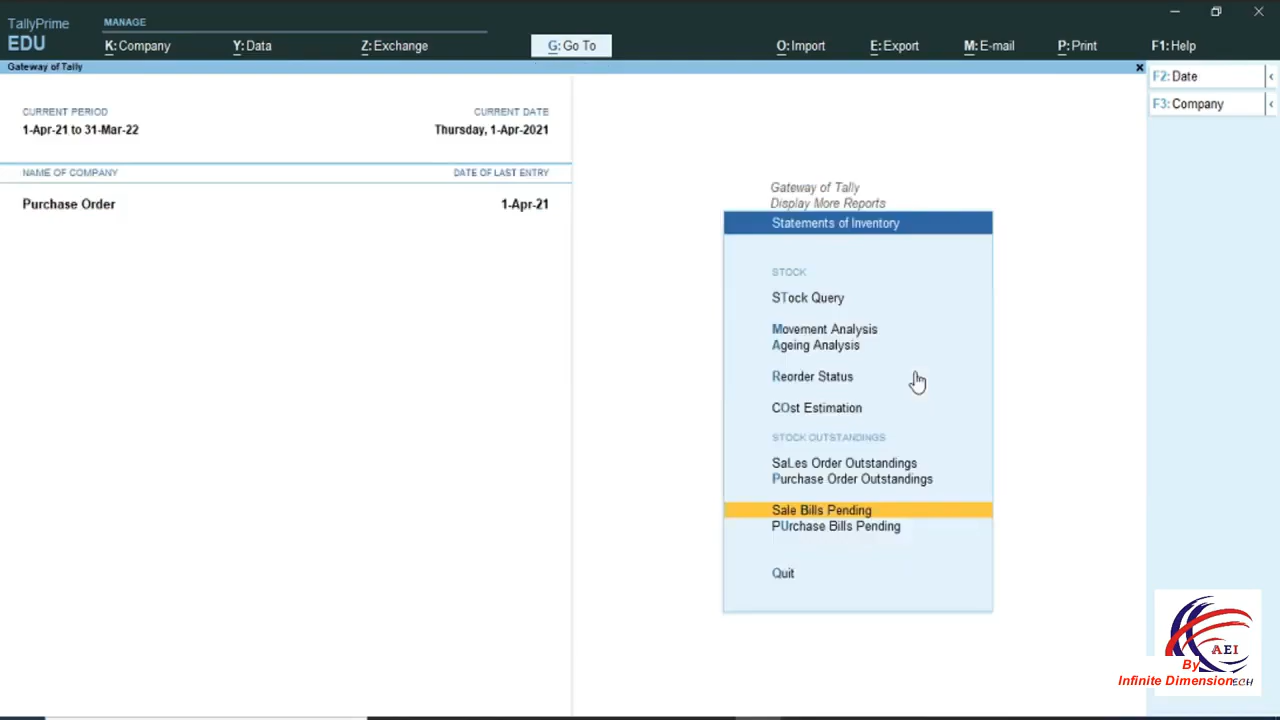 TallyPrime
EDU
MANAGE
K: Company
Y: Data
Z: Exchange
G: Go To
O: Import
E: Export
M: E-mail
P: Print
F1: Help
Gateway of Tally
F2: Date
F3: Company
CURRENT PERIOD
1-Apr-21 to 31-Mar-22
CURRENT DATE
Thursday, 1-Apr-2021
NAME OF COMPANY
DATE OF LAST ENTRY
Purchase Order
1-Apr-21
Gateway of Tally
Display More Reports
Statements of Inventory
STOCK
STock Query
Movement Analysis
Ageing Analysis
Reorder Status
COst Estimation
STOCK OUTSTANDINGS
SaLes Order Outstandings
Purchase Order Outstandings
Sale Bills Pending
PUrchase Bills Pending
Quit
AEI
By
Infinite Dimension